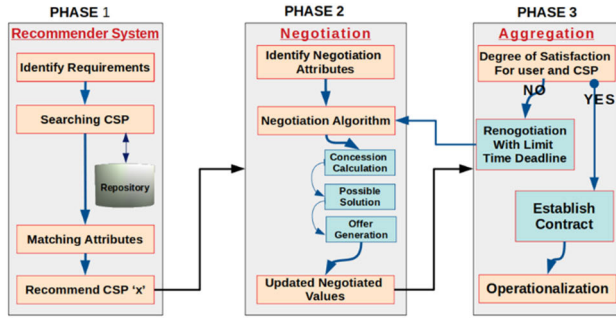 PHASE 1
Recommender System
Identify Requirements
Searching CSP
Repository
Matching Attributes
Recommend CSP ‘x’
PHASE 2
Negotiation
Identify Negotiation
Attributes
Negotiation Algorithm
Concession
Calculation
Possible
Solution
Offer
Generation
Updated Negotiated
Values
PHASE 3
Aggregation
Degree of Satisfaction
For user and CSP
NO
YES
Renogotiation
With Limit
Time Deadline
Establish
Contract
Operationalization